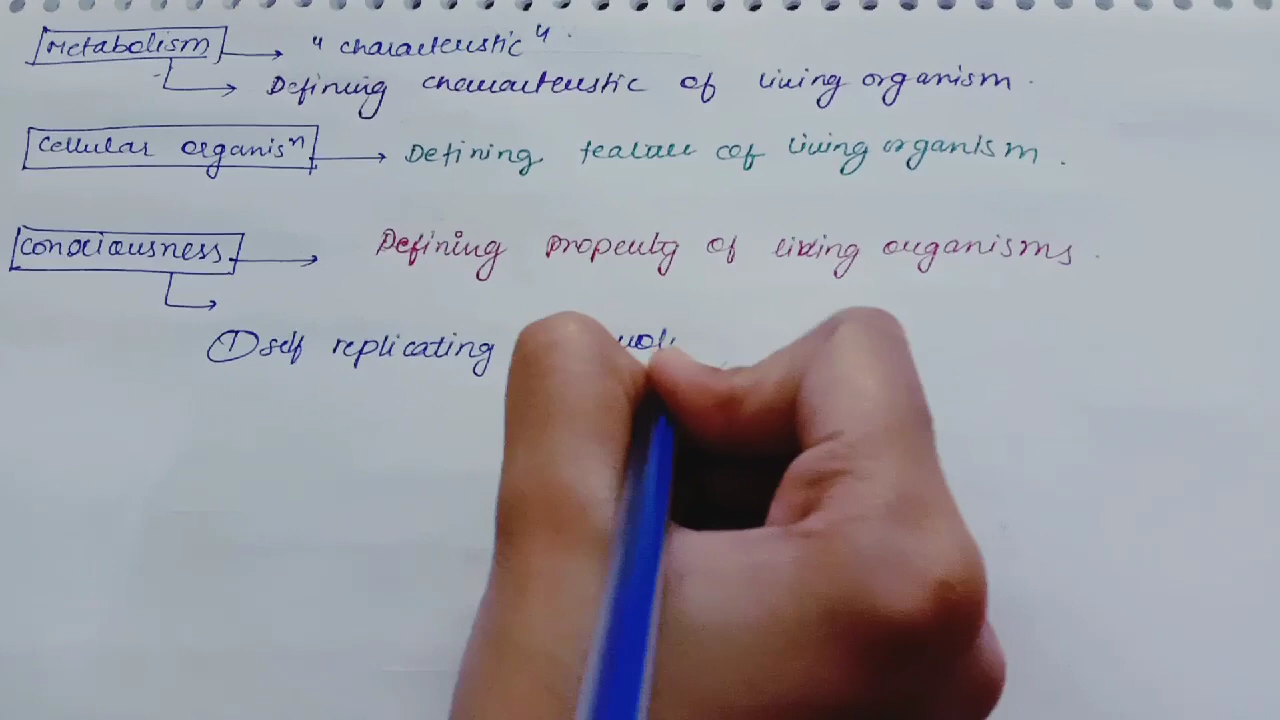 Metabolism → "characteristic"
→ Defining characteristic of living organism.
Cellular organisⁿ → Defining feature of living organism.
Consciousness → Defining property of living organisms.
① self replicating